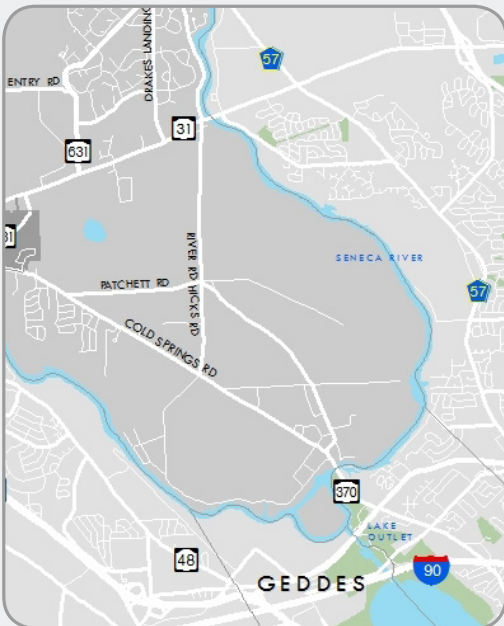 57
ENTRY RD
DRAKES LANDING
31
631
31
SENECA RIVER
RIVER RD HICKS RD
PATCHETT RD
57
COLD SPRINGS RD
370
LAKE
OUTLET
48
90
GEDDES